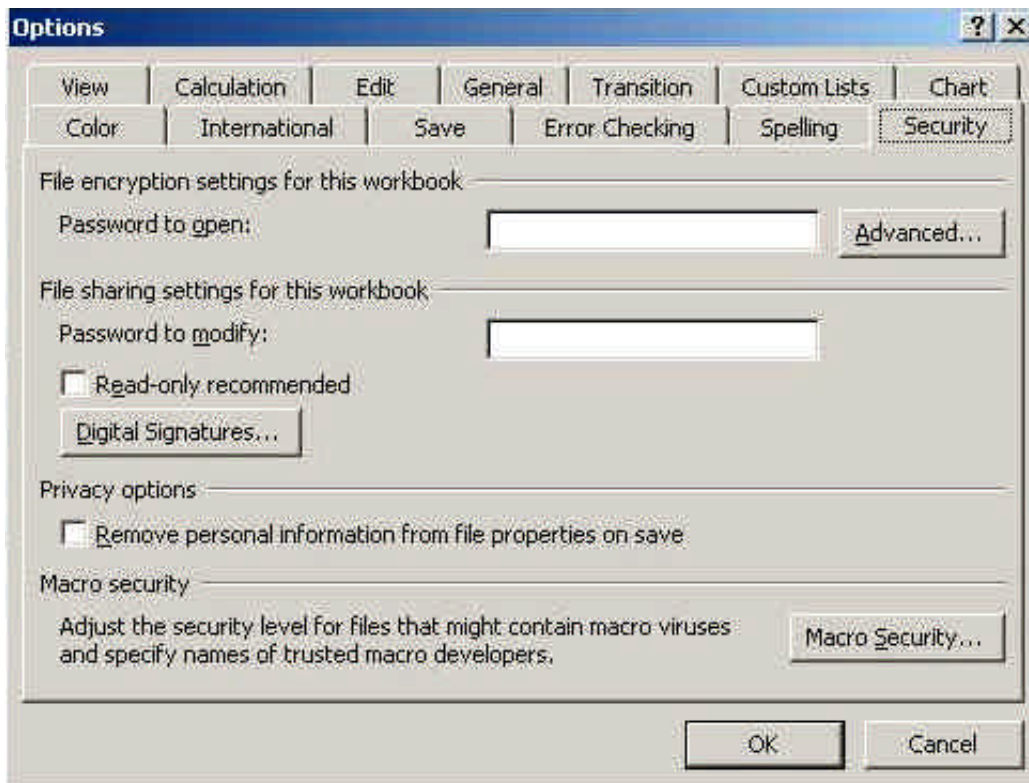 Options
View Calculation Edit General Transition Custom Lists Chart
Color International Save Error Checking Spelling Security
File encryption settings for this workbook
Password to open:
Advanced...
File sharing settings for this workbook
Password to modify:
Read-only recommended
Digital Signatures...
Privacy options
Remove personal information from file properties on save
Macro security
Adjust the security level for files that might contain macro viruses
and specify names of trusted macro developers.
Macro Security...
OK Cancel